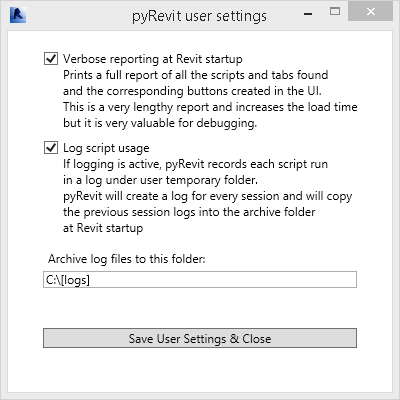 pyRevit user settings
Verbose reporting at Revit startup
Prints a full report of all the scripts and tabs found
and the corresponding buttons created in the UI.
This is a very lengthy report and increases the load time
but it is very valuable for debugging.
Log script usage
If logging is active, pyRevit records each script run
in a log under user temporary folder.
pyRevit will create a log for every session and will copy
the previous session logs into the archive folder
at Revit startup
Archive log files to this folder:
C:\[logs]
Save User Settings & Close